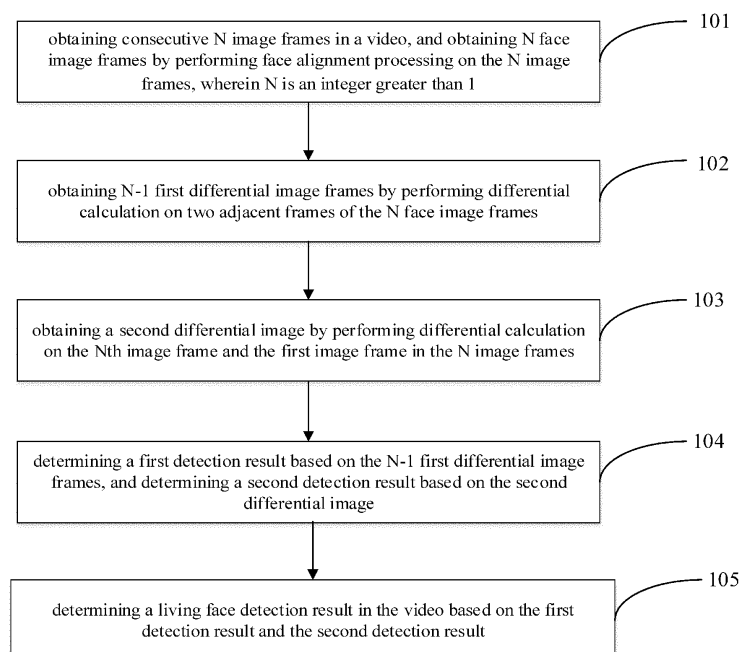 101
obtaining consecutive N image frames in a video, and obtaining N face
image frames by performing face alignment processing on the N image
frames, wherein N is an integer greater than 1
102
obtaining N-1 first differential image frames by performing differential
calculation on two adjacent frames of the N face image frames
103
obtaining a second differential image by performing differential calculation
on the Nth image frame and the first image frame in the N image frames
104
determining a first detection result based on the N-1 first differential image
frames, and determining a second detection result based on the second
differential image
105
determining a living face detection result in the video based on the first
detection result and the second detection result